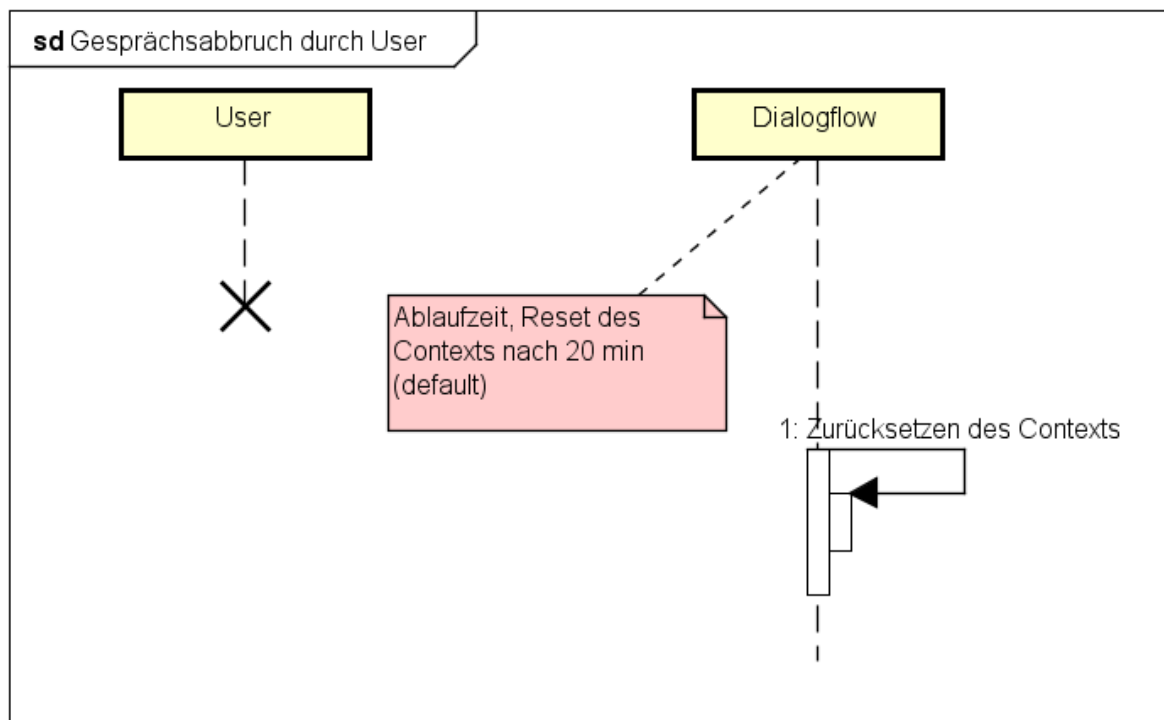 sd Gesprächsabbruch durch User
User
Dialogflow
Ablaufzeit, Reset des
Contexts nach 20 min
(default)
1: Zurücksetzen des Contexts